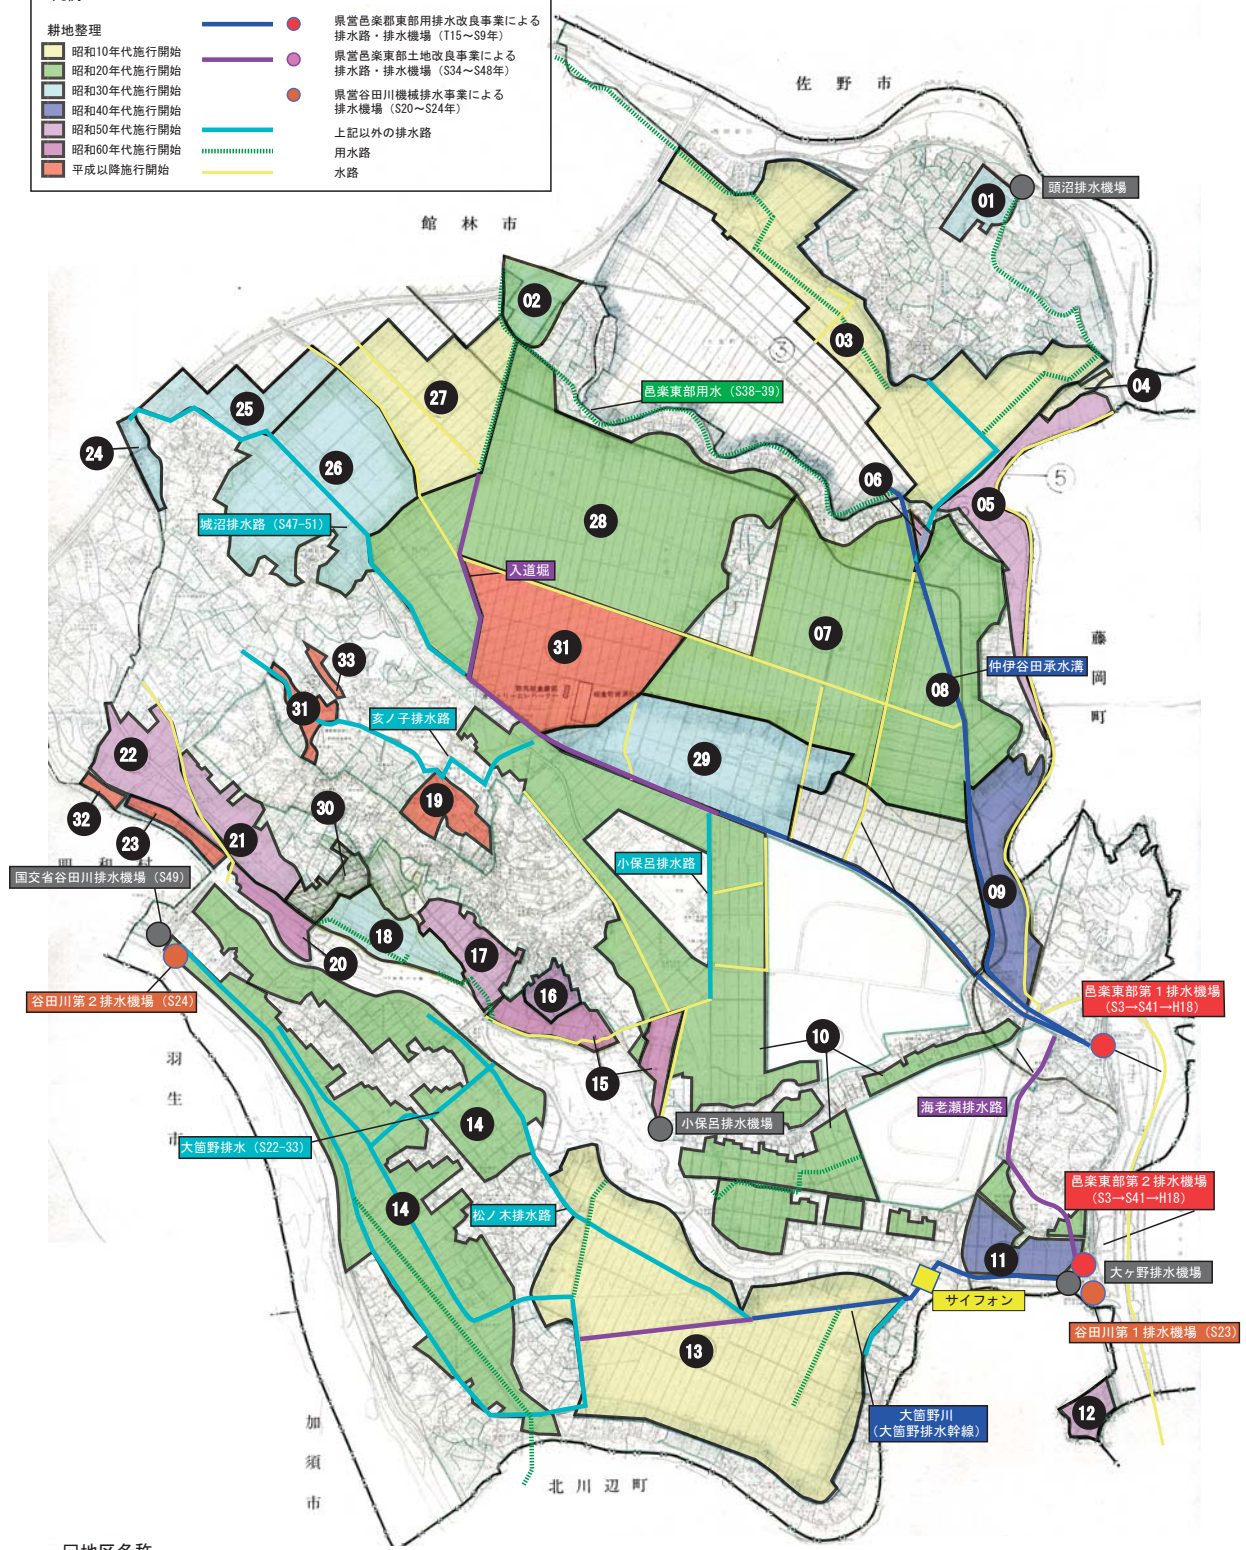 耕地整理
昭和10年代施行開始
昭和20年代施行開始
昭和30年代施行開始
昭和40年代施行開始
昭和50年代施行開始
昭和60年代施行開始
平成以降施行開始
県営邑楽郡東部用排水改良事業による
排水路・排水機場（T15～S9年）
県営邑楽東部土地改良事業による
排水路・排水機場（S34～S48年）
県営谷田川機械排水事業による
排水機場（S20～S24年）
上記以外の排水路
用水路
水路
佐野市
館林市
01
頭沼排水機場
02
03
③
04
邑楽東部用水（S38-39）
27
25
24
26
06
⑤
05
28
城沼排水路（S47-51）
入道堀
31
07
藤岡町
仲伊谷田承水溝
08
33
31
亥ノ子排水路
22
29
19
30
32
23
21
小保呂排水路
国交省谷田川排水機場（S49）
09
18
17
20
16
谷田川第２排水機場（S24）
邑楽東部第１排水機場
（S3→S41→H18）
10
羽生市
15
海老瀬排水路
小保呂排水機場
14
大箇野排水（S22-33）
邑楽東部第２排水機場
（S3→S41→H18）
14
松ノ木排水路
11
大ヶ野排水機場
サイフォン
谷田川第１排水機場（S23）
13
12
大箇野川
（大箇野排水幹線）
加須市
北川辺町